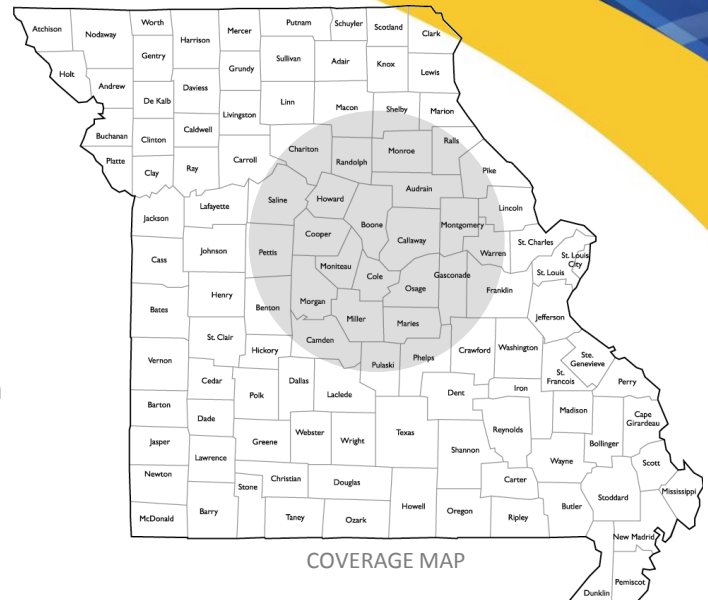 Atchison
Nodaway
Worth
Harrison
Mercer
Putnam
Schuyler
Scotland
Clark
Gentry
Sullivan
Adair
Knox
Holt
Andrew
Grundy
Lewis
De Kalb
Daviess
Linn
Macon
Shelby
Marion
Livingston
Buchanan
Clinton
Caldwell
Chariton
Randolph
Monroe
Ralls
Platte
Clay
Ray
Carroll
Pike
Audrain
Saline
Howard
Lafayette
Jackson
Boone
Lincoln
Cooper
Callaway
Montgomery
Warren
St. Charles
St. Louis
City
St. Louis
Cass
Johnson
Pettis
Moniteau
Cole
Osage
Gasconade
Franklin
Bates
Henry
Benton
Morgan
Miller
Maries
Jefferson
St. Clair
Hickory
Camden
Pulaski
Phelps
Crawford
Washington
Ste.
Genevieve
St.
Francois
Perry
Vernon
Cedar
Polk
Dallas
Laclede
Dent
Iron
Madison
Cape
Girardeau
Barton
Dade
Reynolds
Bollinger
Jasper
Greene
Webster
Wright
Texas
Shannon
Wayne
Scott
Lawrence
Newton
Stone
Christian
Douglas
Carter
Stoddard
Mississippi
McDonald
Barry
Taney
Ozark
Howell
Oregon
Ripley
Butler
New Madrid
Pemiscot
Dunklin
COVERAGE MAP